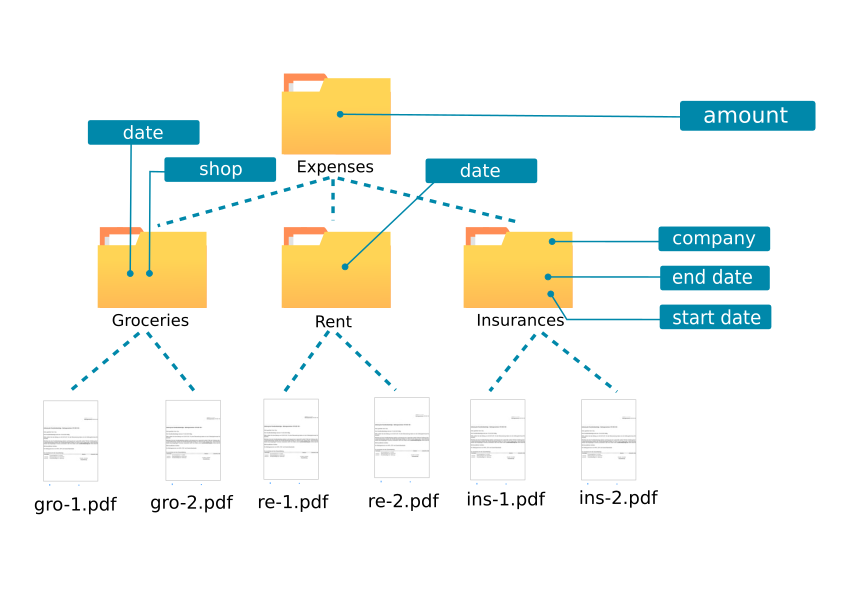 amount
date
shop
Expenses
date
company
end date
start date
Groceries
Rent
Insurances
gro-1.pdf
gro-2.pdf
re-1.pdf
re-2.pdf
ins-1.pdf
ins-2.pdf